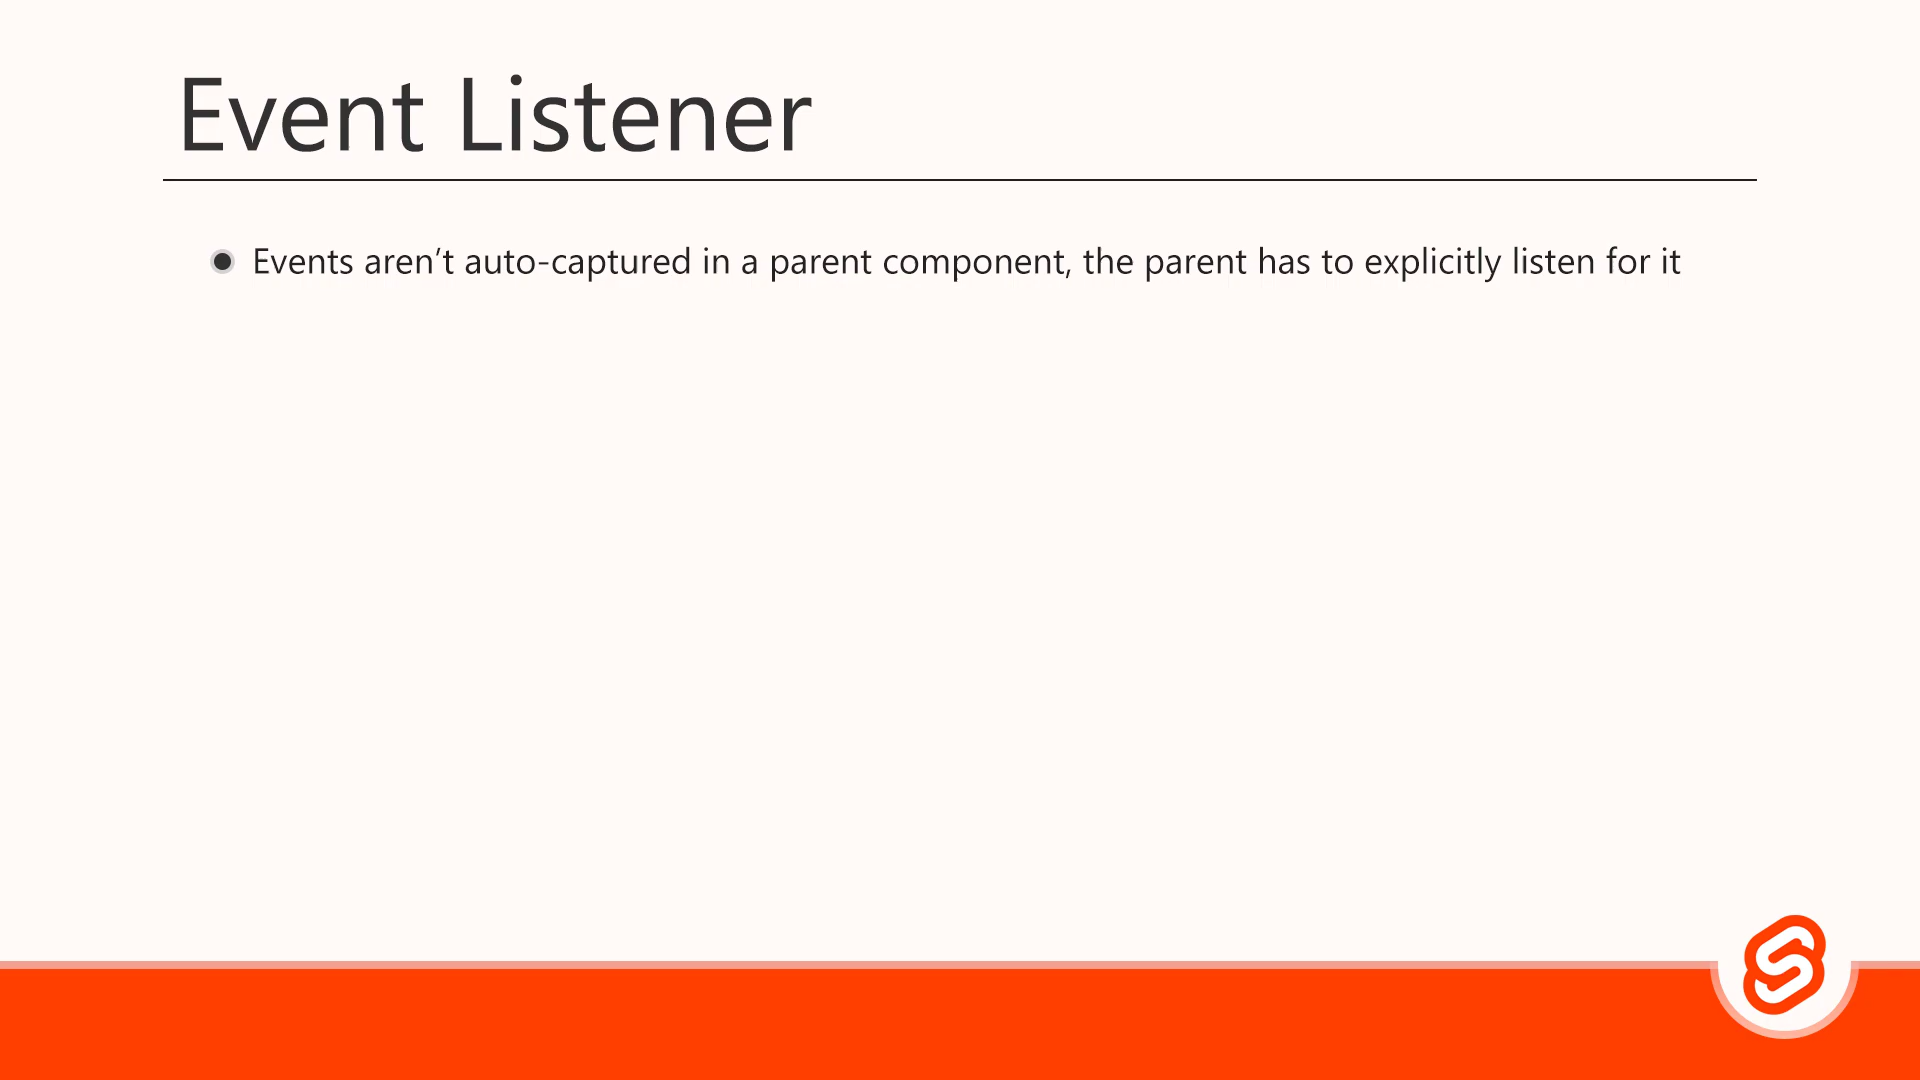 Event Listener
Events aren’t auto-captured in a parent component, the parent has to explicitly listen for it